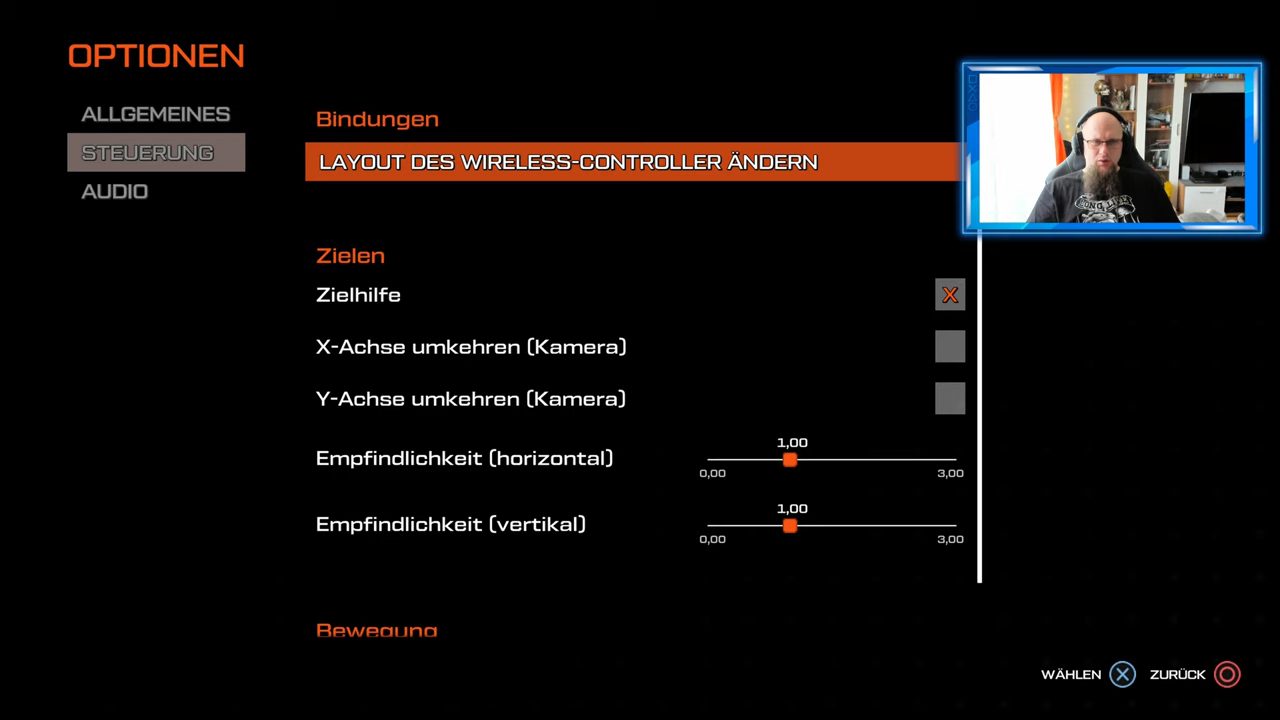 OPTIONEN
ALLGEMEINES
STEUERUNG
AUDIO
Bindungen
LAYOUT DES WIRELESS-CONTROLLER ÄNDERN
Zielen
Zielhilfe
X
X-Achse umkehren (Kamera)
Y-Achse umkehren (Kamera)
Empfindlichkeit (horizontal)
1,00
0,00
3,00
Empfindlichkeit (vertikal)
1,00
0,00
3,00
Bewegung
WÄHLEN
ZURÜCK